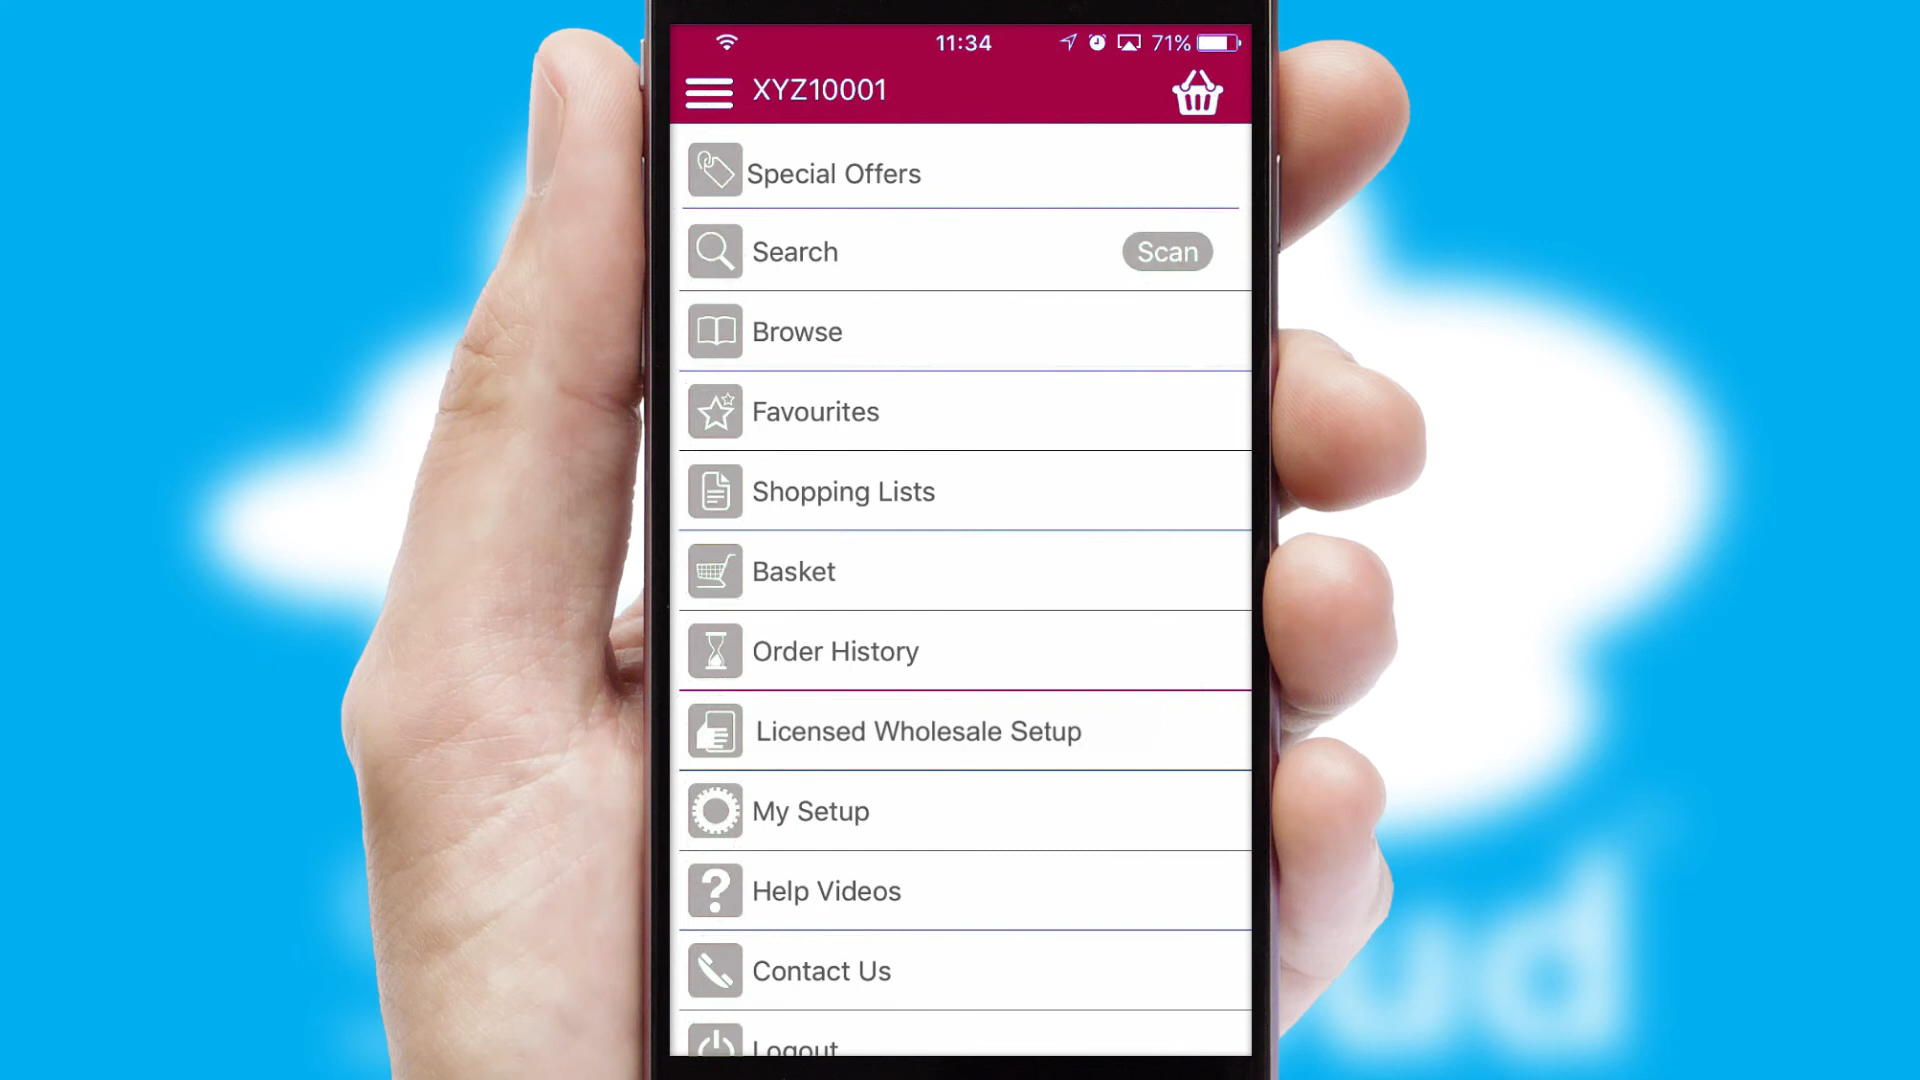 11:34 71%
XYZ10001
Special Offers
Search Scan
Browse
Favourites
Shopping Lists
Basket
Order History
Licensed Wholesale Setup
My Setup
Help Videos
Contact Us
Logout